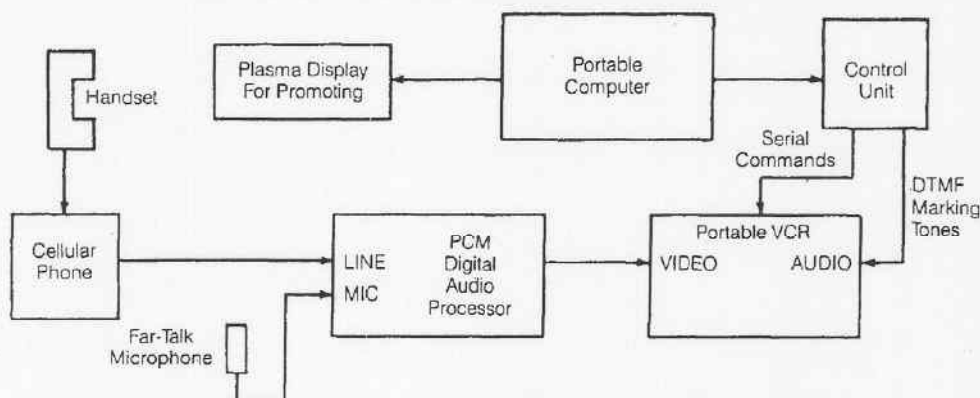 Handset
Plasma Display
For Promoting
Portable
Computer
Control
Unit
Serial
Commands
DTMF
Marking
Tones
Cellular
Phone
LINE
MIC
PCM
Digital
Audio
Processor
Portable VCR
VIDEO
AUDIO
Far-Talk
Microphone